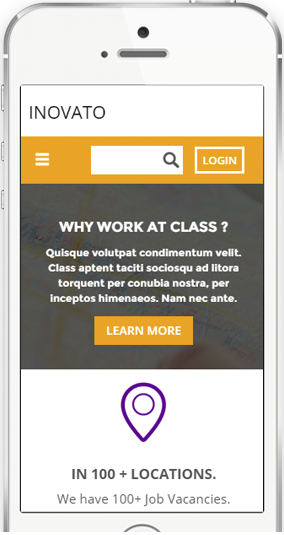 INOVATO
LOGIN
WHY WORK AT CLASS ?
Quisque volutpat condimentum velit.
Class aptent taciti sociosqu ad litora
torquent per conubia nostra, per
inceptos himenaeos. Nam nec ante.
LEARN MORE
IN 100 + LOCATIONS.
We have 100+ Job Vacancies.